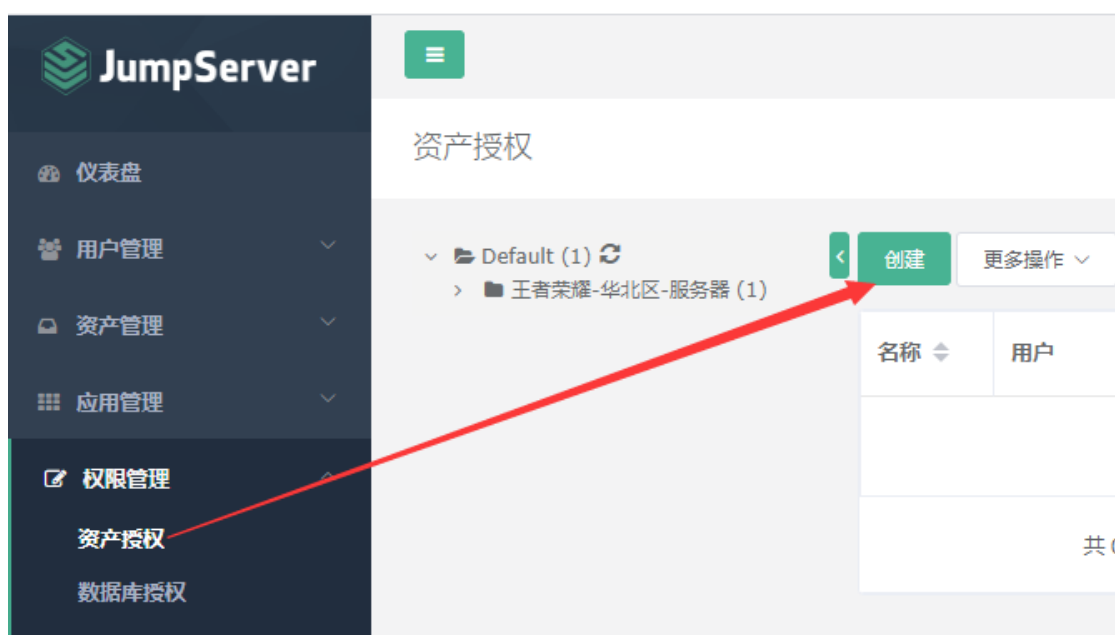 JumpServer
仪表盘
用户管理
资产管理
应用管理
权限管理
资产授权
数据库授权
资产授权
Default (1)
王者荣耀-华北区-服务器 (1)
创建 更多操作
名称 用户
共